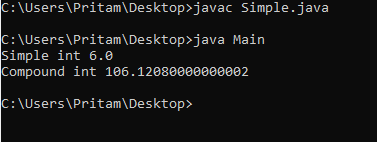 C:\Users\Pritam\Desktop>javac Simple.java
C:\Users\Pritam\Desktop>java Main
Simple int 6.0
Compound int 106.12080000000002
C:\Users\Pritam\Desktop>